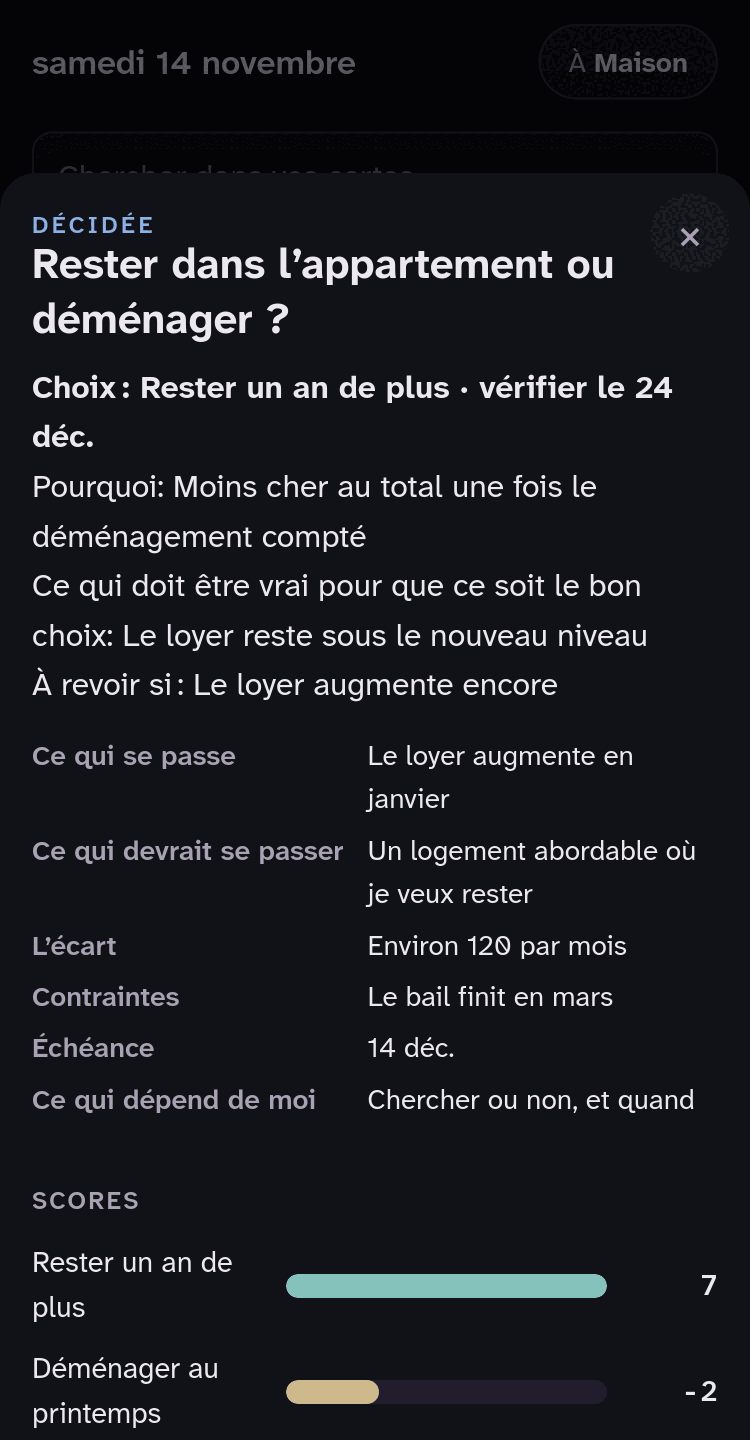 samedi 14 novembre
À Maison
Chercher dans vos cartes
DÉCIDÉE
Rester dans l’appartement ou
déménager ?
Choix : Rester un an de plus · vérifier le 24
déc.
Pourquoi: Moins cher au total une fois le
déménagement compté
Ce qui doit être vrai pour que ce soit le bon
choix: Le loyer reste sous le nouveau niveau
À revoir si : Le loyer augmente encore
Ce qui se passe
Le loyer augmente en
janvier
Ce qui devrait se passer
Un logement abordable où
je veux rester
L’écart
Environ 120 par mois
Contraintes
Le bail finit en mars
Échéance
14 déc.
Ce qui dépend de moi
Chercher ou non, et quand
SCORES
Rester un an de
plus
7
Déménager au
printemps
-2